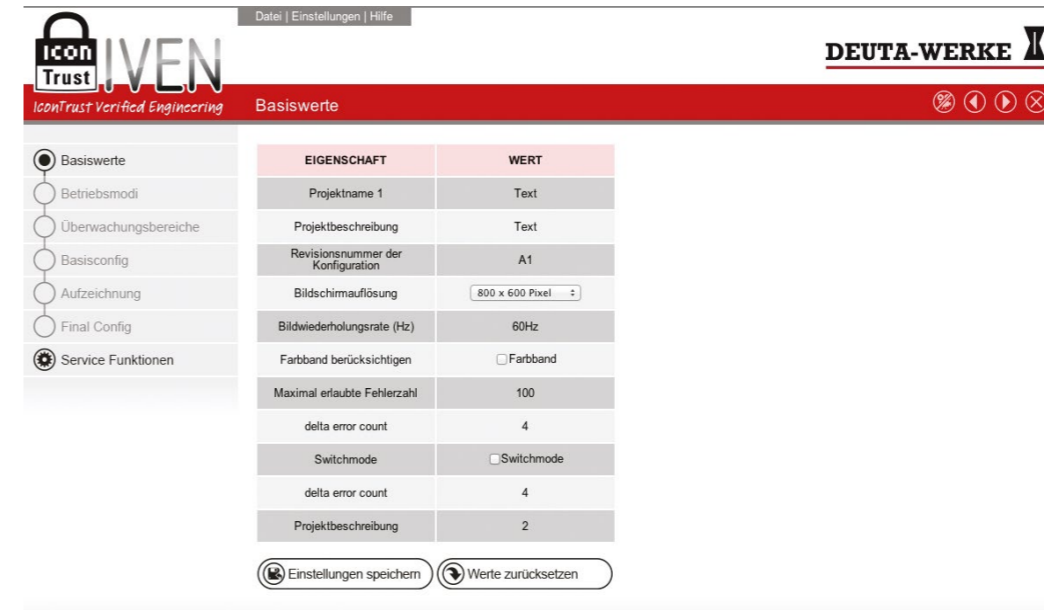 Datei | Einstellungen | Hilfe
Icon
Trust
IVEN
DEUTA-WERKE
IconTrust Verified Engineering
Basiswerte
Basiswerte
Betriebsmodi
Überwachungsbereiche
Basisconfig
Aufzeichnung
Final Config
Service Funktionen
EIGENSCHAFT WERT
Projektname 1 Text
Projektbeschreibung Text
Revisionsnummer der
Konfiguration A1
Bildschirmauflösung 800 x 600 Pixel
Bildwiederholungsrate (Hz) 60Hz
Farbband berücksichtigen Farbband
Maximal erlaubte Fehlerzahl 100
delta error count 4
Switchmode Switchmode
delta error count 4
Projektbeschreibung 2
Einstellungen speichern Werte zurücksetzen